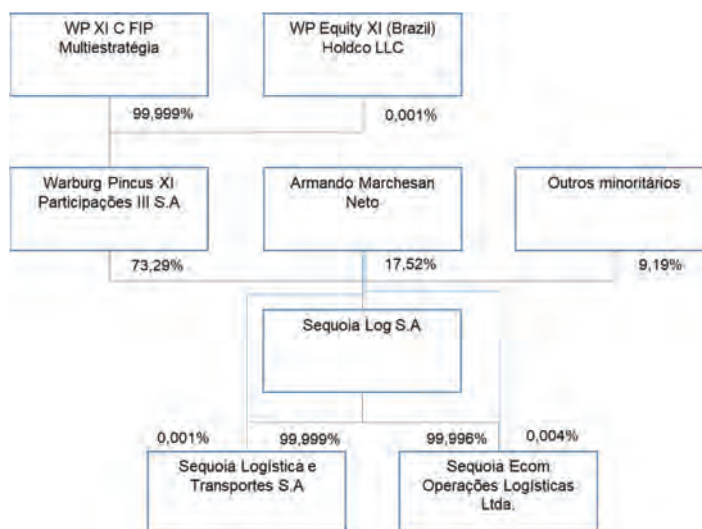 WP XI C FIP
Multiestratégia
WP Equity XI (Brazil)
Holdco LLC
99,999%
0,001%
Warburg Pincus XI
Participações III S.A
Armando Marchesan
Neto
Outros minoritários
73,29%
17,52%
9,19%
Sequoia Log S.A
0,001%
99,999%
99,996%
0,004%
Sequoia Logística e
Transportes S.A
Sequoia Ecom
Operações Logísticas
Ltda.